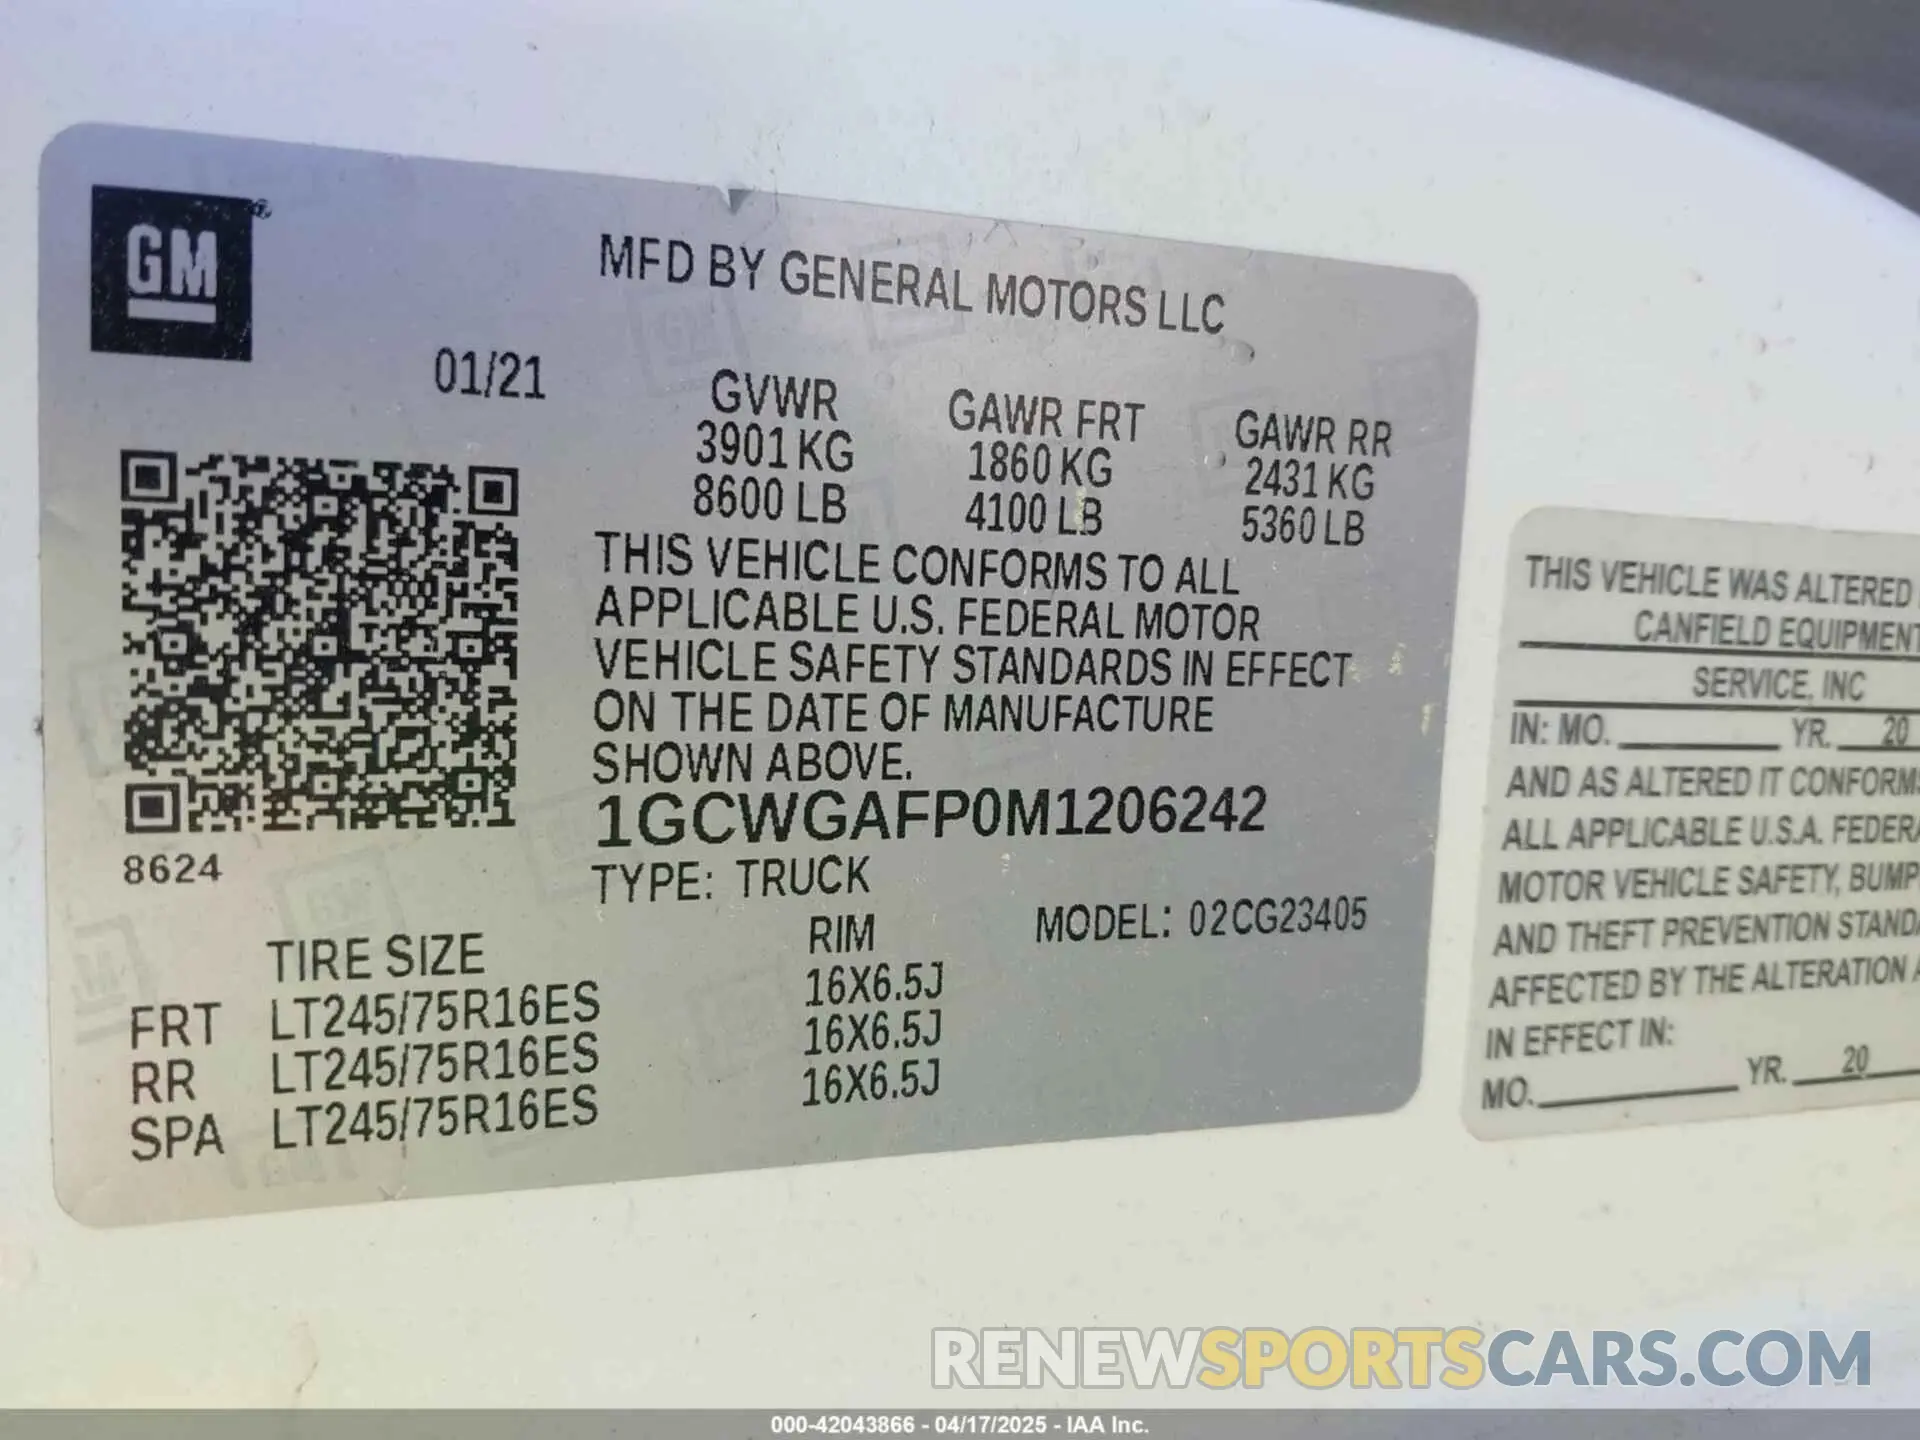 GM
®
MFD BY GENERAL MOTORS LLC
01/21
GVWR GAWR FRT GAWR RR
3901 KG 1860 KG 2431 KG
8600 LB 4100 LB 5360 LB
THIS VEHICLE CONFORMS TO ALL
APPLICABLE U.S. FEDERAL MOTOR
VEHICLE SAFETY STANDARDS IN EFFECT
ON THE DATE OF MANUFACTURE
SHOWN ABOVE.
1GCWGAFP0M1206242
8624
TYPE: TRUCK
MODEL: 02CG23405
TIRE SIZE RIM
FRT LT245/75R16ES 16X6.5J
RR LT245/75R16ES 16X6.5J
SPA LT245/75R16ES 16X6.5J
THIS VEHICLE WAS ALTERED
CANFIELD EQUIPMENT
SERVICE, INC
IN: MO. YR. 20
AND AS ALTERED IT CONFORMS
ALL APPLICABLE U.S.A. FEDERA
MOTOR VEHICLE SAFETY, BUMP
AND THEFT PREVENTION STANDA
AFFECTED BY THE ALTERATION A
IN EFFECT IN:
MO. YR. 20
RENEWSPORTSCARS.COM
000-42043866 - 04/17/2025 - IAA Inc.